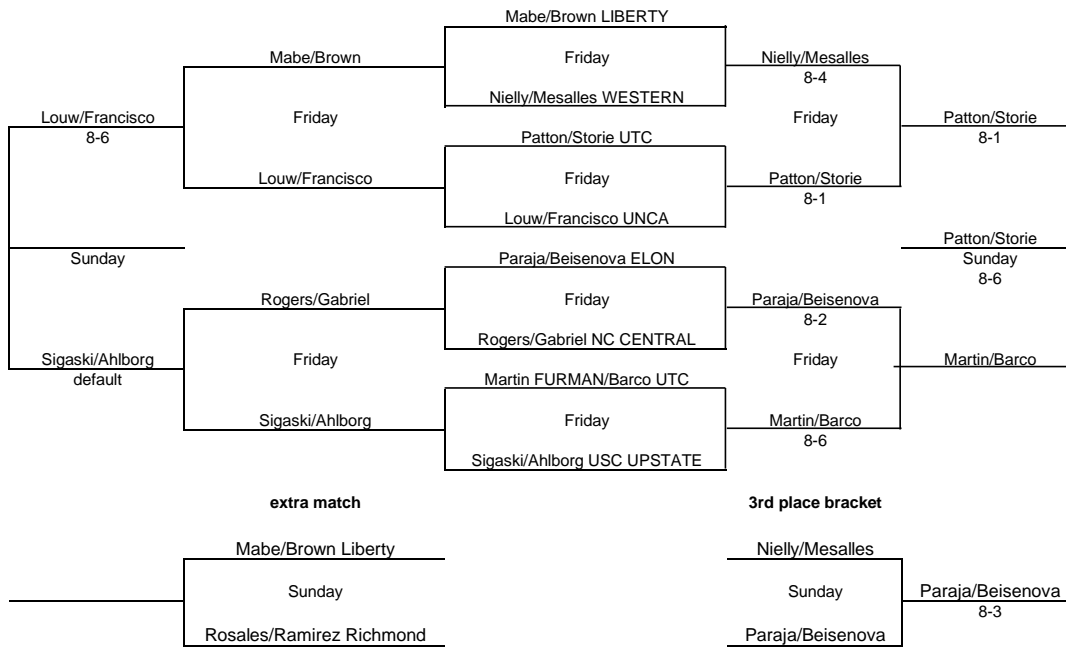 Mabe/Brown LIBERTY
Mabe/Brown
Friday
Nielly/Mesalles
8-4
Nielly/Mesalles WESTERN
Louw/Francisco
8-6
Friday
Friday
Patton/Storie
8-1
Patton/Storie UTC
Louw/Francisco
Friday
Patton/Storie
8-1
Louw/Francisco UNCA
Sunday
Patton/Storie
Sunday
8-6
Paraja/Beisenova ELON
Rogers/Gabriel
Friday
Paraja/Beisenova
8-2
Rogers/Gabriel NC CENTRAL
Sigaski/Ahlborg
default
Friday
Friday
Martin/Barco
Martin FURMAN/Barco UTC
Sigaski/Ahlborg
Friday
Martin/Barco
8-6
Sigaski/Ahlborg USC UPSTATE
extra match
3rd place bracket
Mabe/Brown Liberty
Nielly/Mesalles
Sunday
Sunday
Paraja/Beisenova
8-3
Rosales/Ramirez Richmond
Paraja/Beisenova